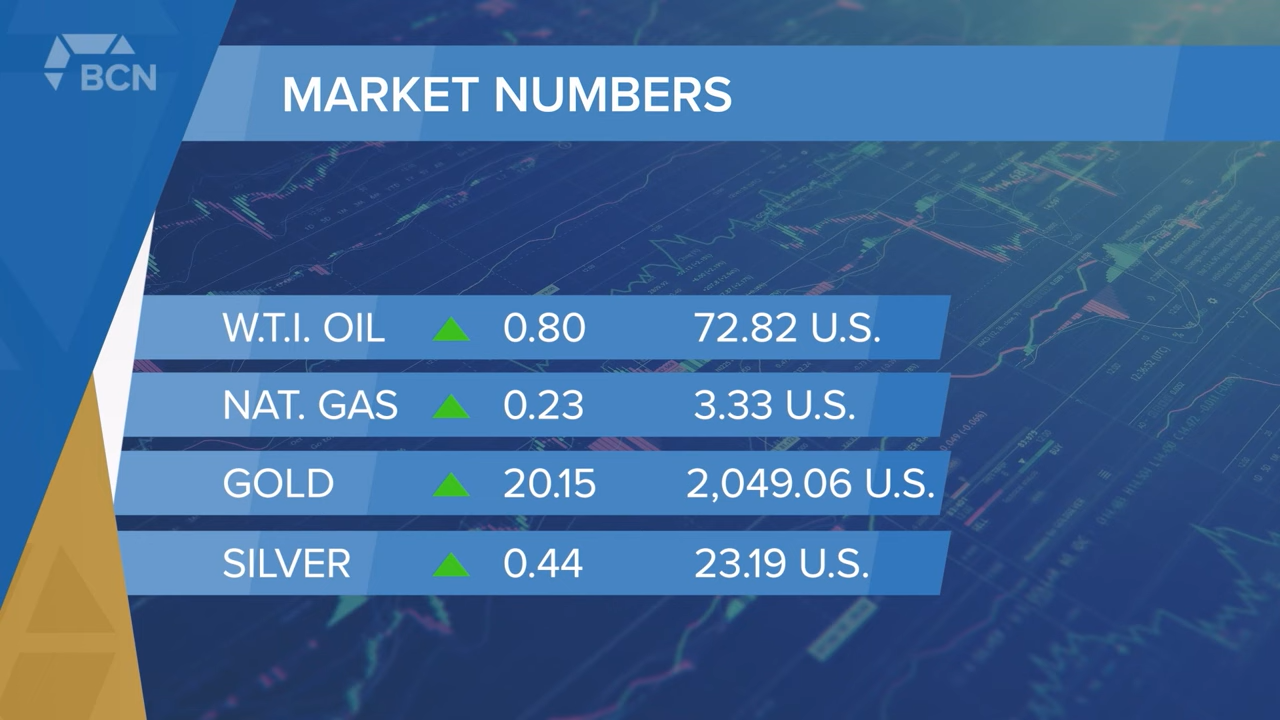 BCN
MARKET NUMBERS
W.T.I. OIL ▲ 0.80 72.82 U.S.
NAT. GAS ▲ 0.23 3.33 U.S.
GOLD ▲ 20.15 2,049.06 U.S.
SILVER ▲ 0.44 23.19 U.S.